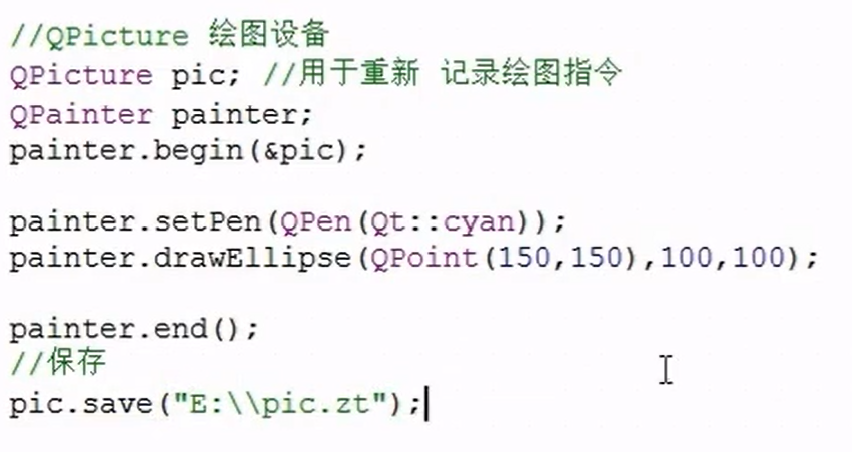 //QPicture 绘图设备
QPicture pic; //用于重新 记录绘图指令
QPainter painter;
painter.begin(&pic);
painter.setPen(QPen(Qt::cyan));
painter.drawEllipse(QPoint(150,150),100,100);
painter.end();
//保存
pic.save("E:\\pic.zt");